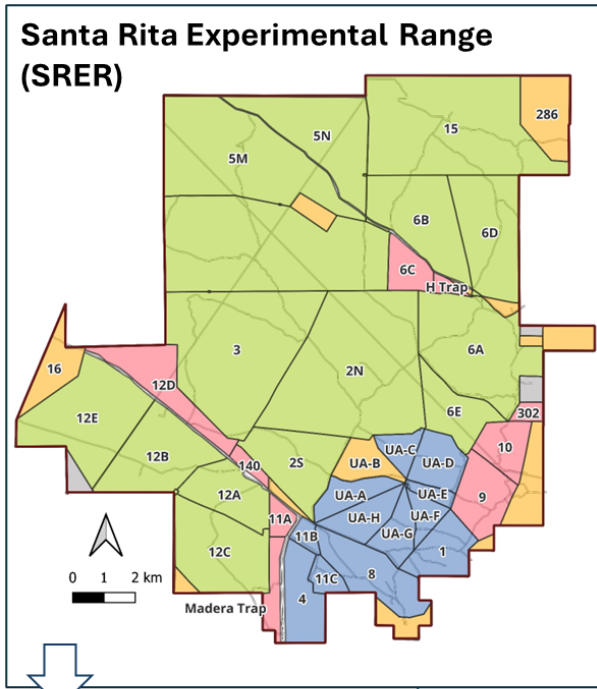 Santa Rita Experimental Range
(SRER)
286
15
5N
5M
6B
6D
6C
H Trap
3
6A
2N
16
12D
6E
302
12E
UA-C
10
12B
140
2S
UA-B
UA-D
12A
UA-A
UA-E
9
11A
UA-H
UA-F
11B
UA-G
12C
1
11C
8
0 1 2 km
4
Madera Trap